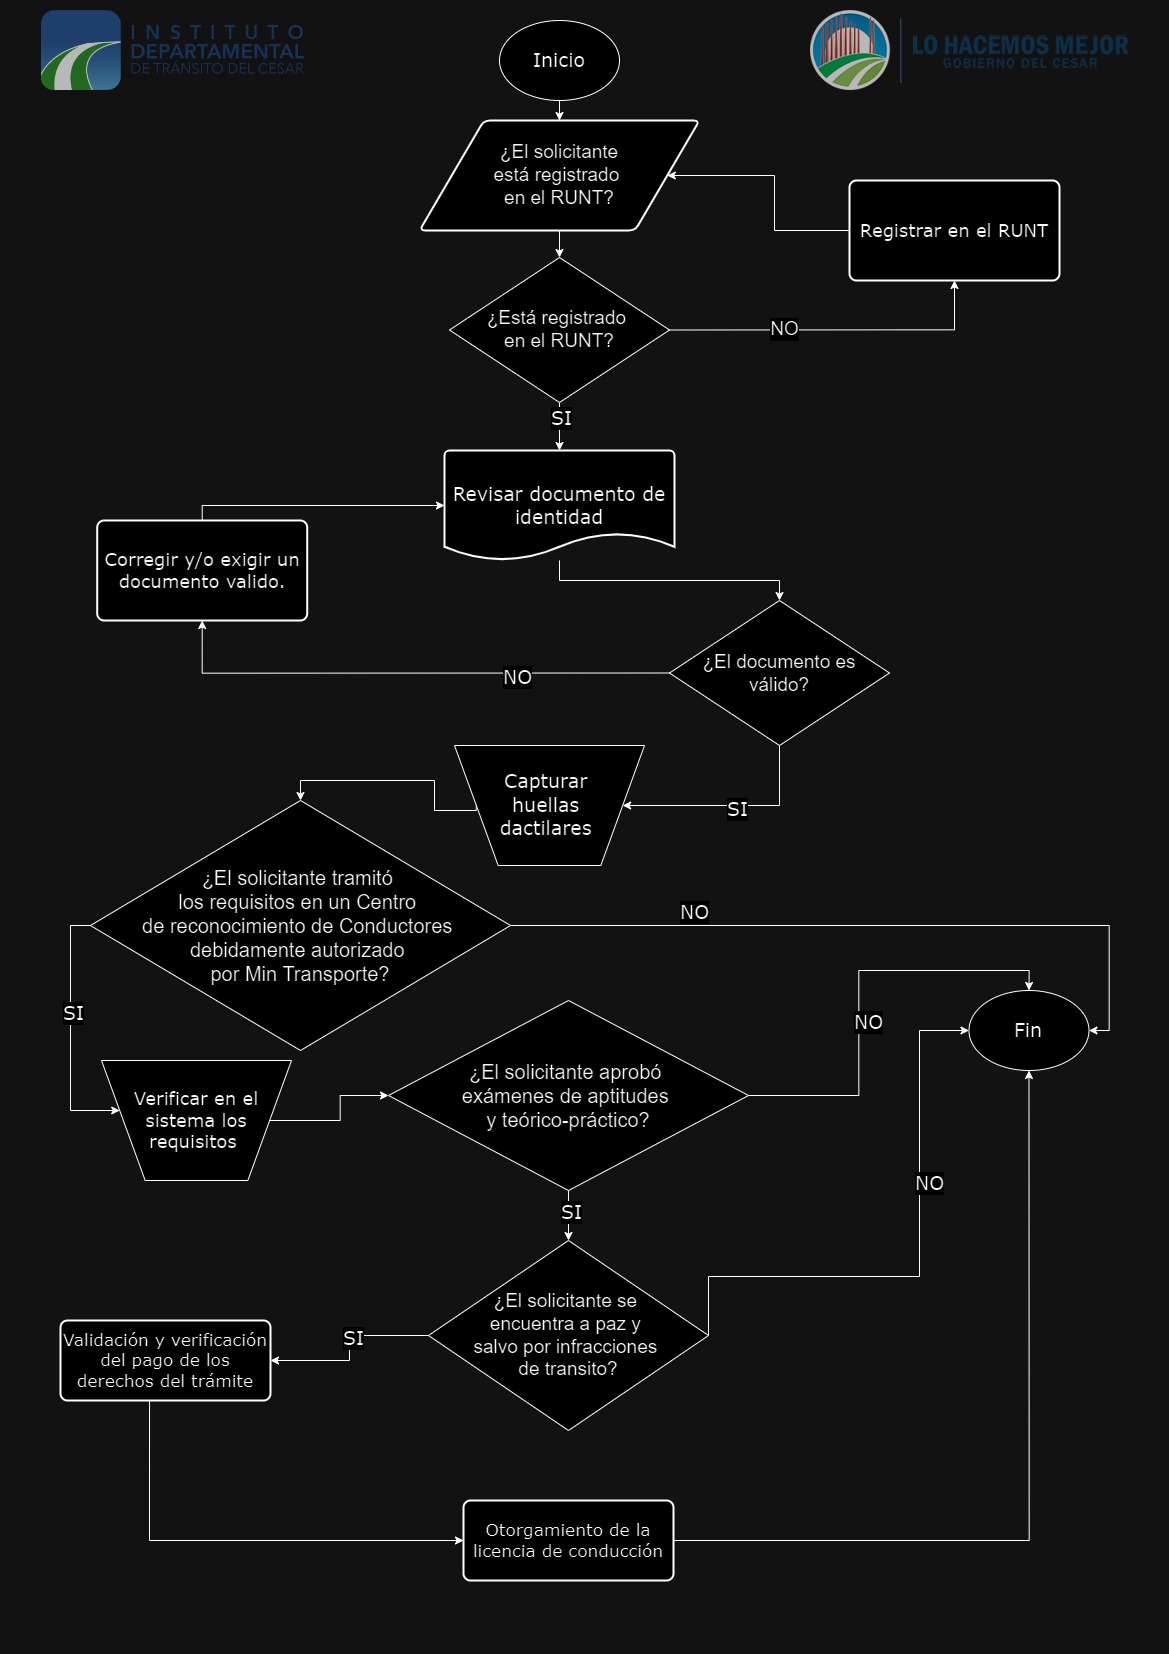 INSTITUTO
DEPARTAMENTAL
DE TRÁNSITO DEL CESAR
LO HACEMOS MEJOR
GOBIERNO DEL CESAR
Inicio
¿El solicitante
está registrado
en el RUNT?
Registrar en el RUNT
¿Está registrado
en el RUNT?
NO
SI
Revisar documento de
identidad
Corregir y/o exigir un
documento valido.
¿El documento es
válido?
NO
SI
Capturar
huellas
dactilares
¿El solicitante tramitó
los requisitos en un Centro
de reconocimiento de Conductores
debidamente autorizado
por Min Transporte?
NO
SI
Verificar en el
sistema los
requisitos
¿El solicitante aprobó
exámenes de aptitudes
y teórico-práctico?
NO
Fin
NO
SI
¿El solicitante se
encuentra a paz y
salvo por infracciones
de transito?
SI
Validación y verificación
del pago de los
derechos del trámite
Otorgamiento de la
licencia de conducción